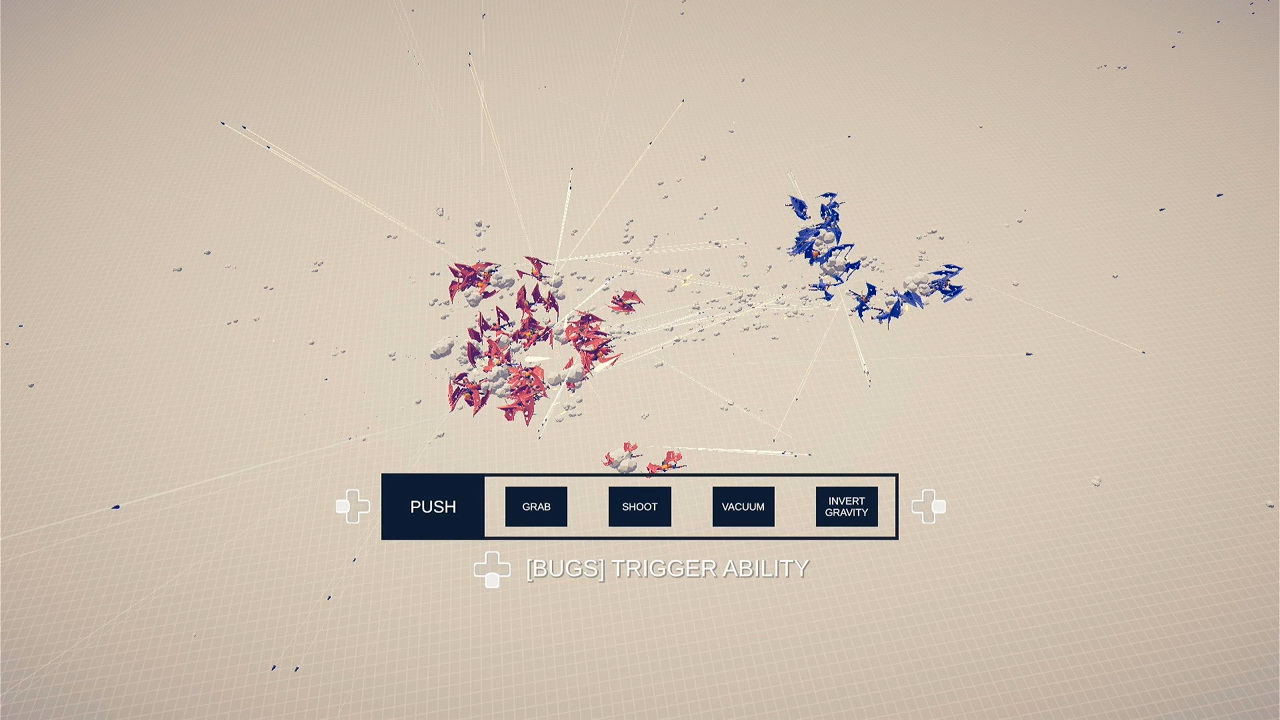 PUSH
GRAB
SHOOT
VACUUM
INVERT
GRAVITY
[BUGS] TRIGGER ABILITY